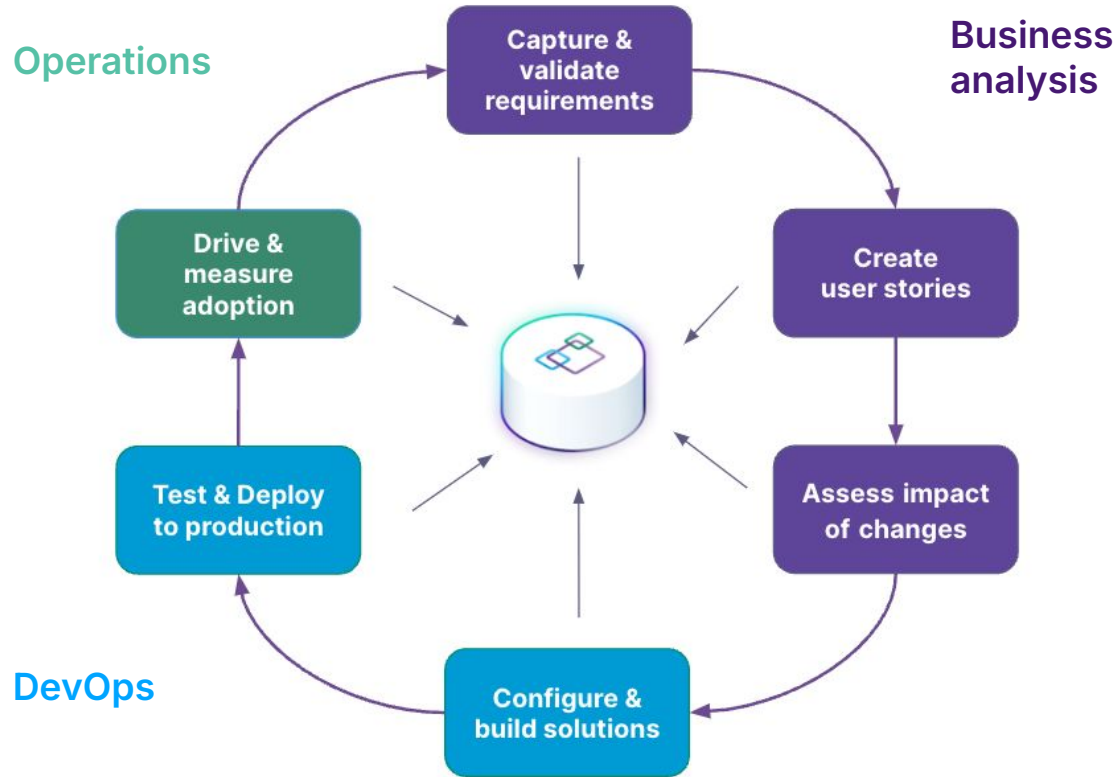 Operations
Business
analysis
Capture &
validate
requirements
Create
user stories
Assess impact
of changes
Configure &
build solutions
DevOps
Test & Deploy
to production
Drive &
measure
adoption